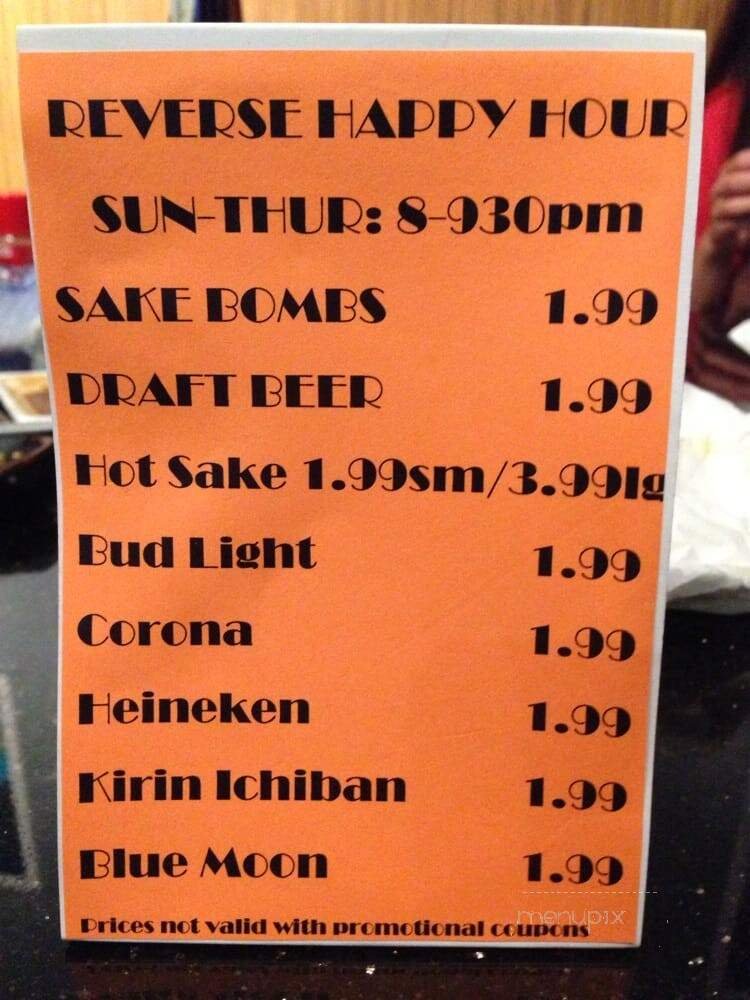 REVERSE HAPPY HOUR
SUN-THUR: 8-930pm
SAKE BOMBS 1.99
DRAFT BEER 1.99
Hot Sake 1.99sm/3.99lg
Bud Light 1.99
Corona 1.99
Heineken 1.99
Kirin Ichiban 1.99
Blue Moon 1.99
Prices not valid with promotional coupons
menupix